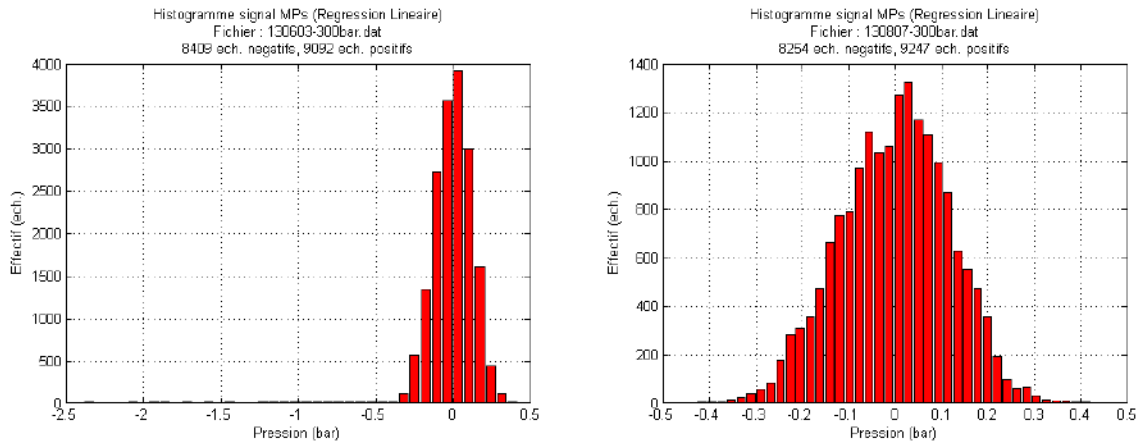 Histogramme signal MPs (Regression Lineaire)
Fichier : 130603-300bar.dat
8409 ech. negatifs, 9092 ech. positifs
4000
3500
3000
2500
2000
1500
1000
500
0
Effectif (ech.)
-2.5 -2 -1.5 -1 -0.5 0 0.5
Pression (bar)
Histogramme signal MPs (Regression Lineaire)
Fichier : 130807-300bar.dat
8254 ech. negatifs, 9247 ech. positifs
1400
1200
1000
800
600
400
200
0
Effectif (ech.)
-0.5 -0.4 -0.3 -0.2 -0.1 0 0.1 0.2 0.3 0.4 0.5
Pression (bar)